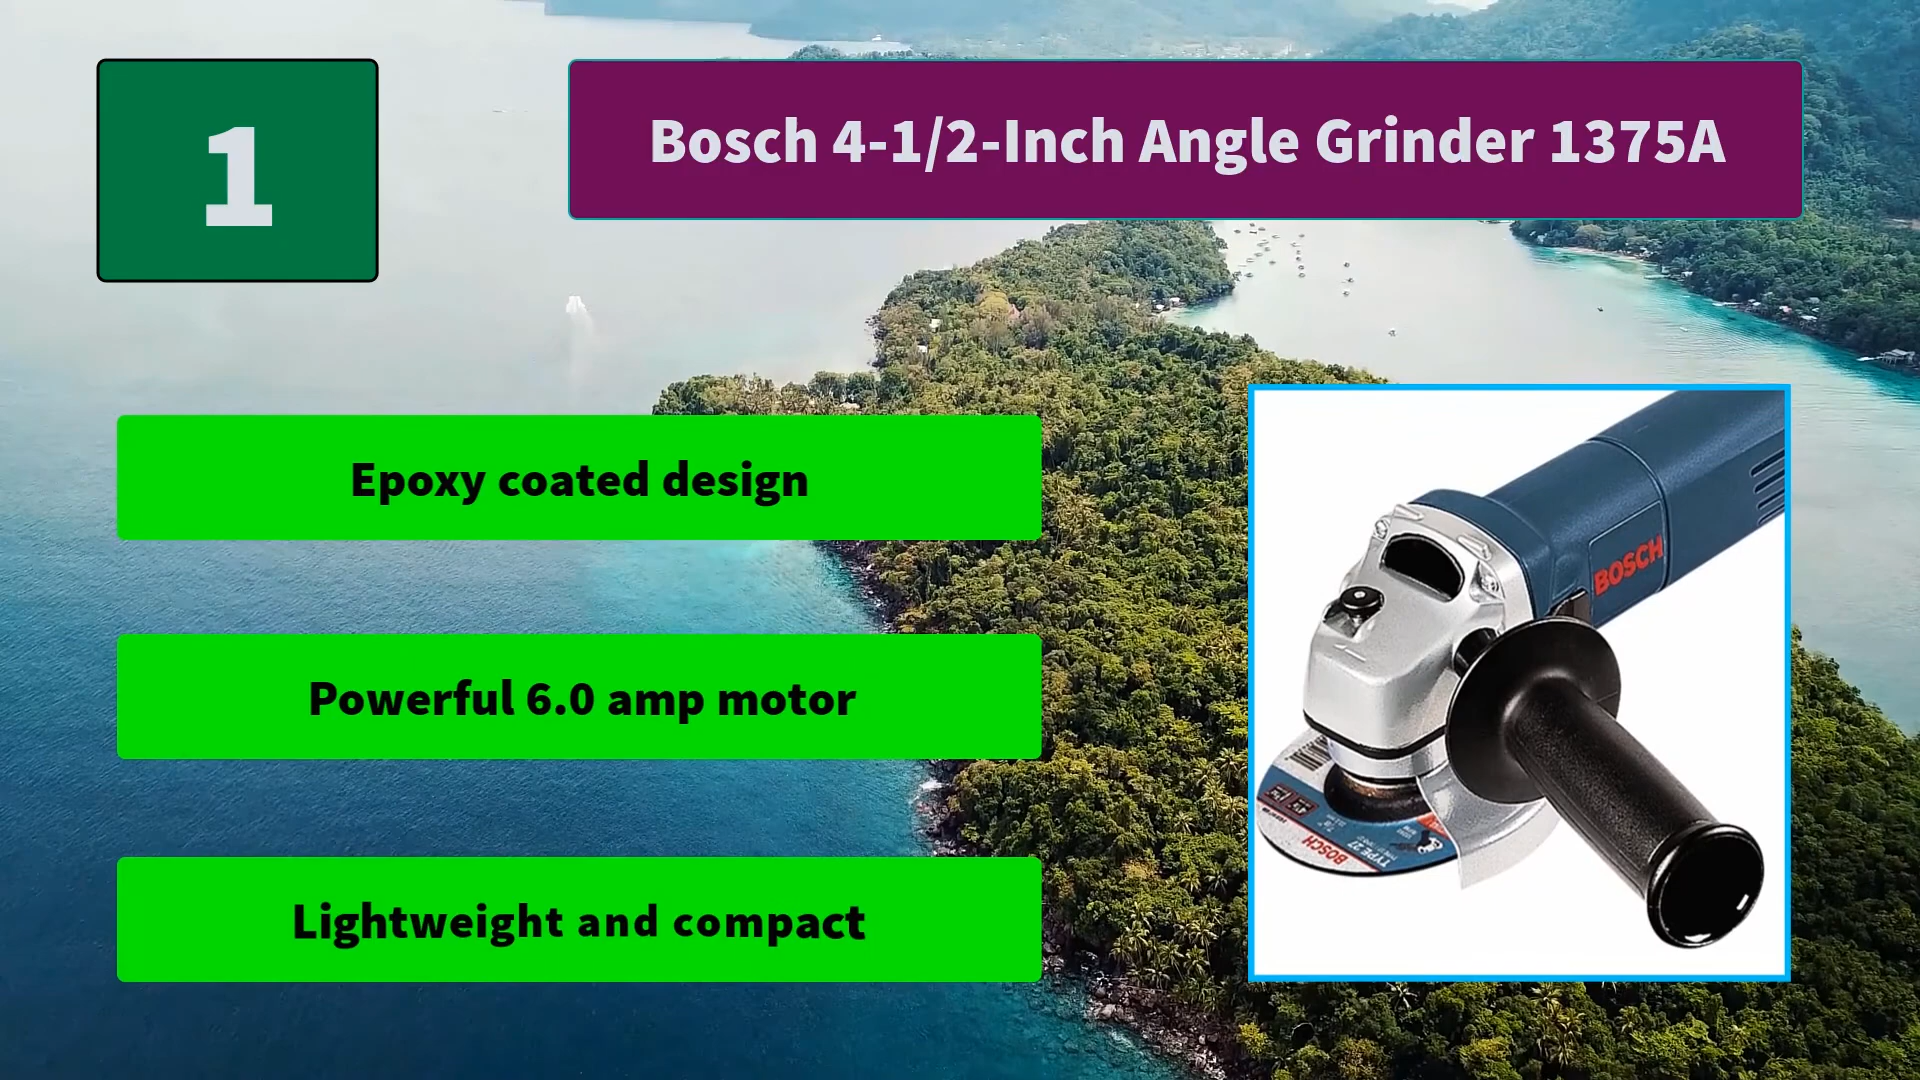 1
Bosch 4-1/2-Inch Angle Grinder 1375A
Epoxy coated design
Powerful 6.0 amp motor
Lightweight and compact
BOSCH
BOSCH
TYPE 27